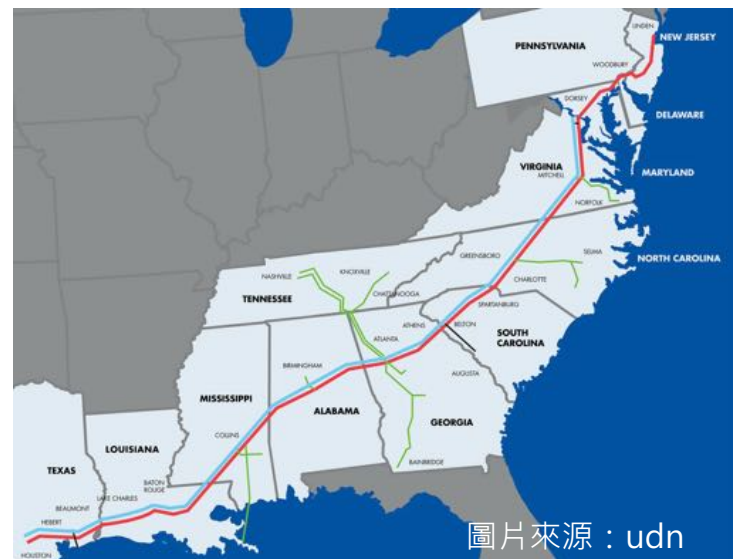 LINDEN
NEW JERSEY
PENNSYLVANIA
WOODBURY
DORSEY
DELAWARE
VIRGINIA
MITCHELL
MARYLAND
NORFOLK
GREENSBORO
SELMA
NORTH CAROLINA
NASHVILLE
KNOXVILLE
CHATTANOOGA
CHARLOTTE
TENNESSEE
SPARTANBURG
ATHENS
BELTON
SOUTH
CAROLINA
ATLANTA
BIRMINGHAM
AUGUSTA
MISSISSIPPI
ALABAMA
GEORGIA
COLLINS
LOUISIANA
BAINBRIDGE
TEXAS
BATON
ROUGE
LAKE CHARLES
BEAUMONT
HEBERT
HOUSTON
圖片來源：udn